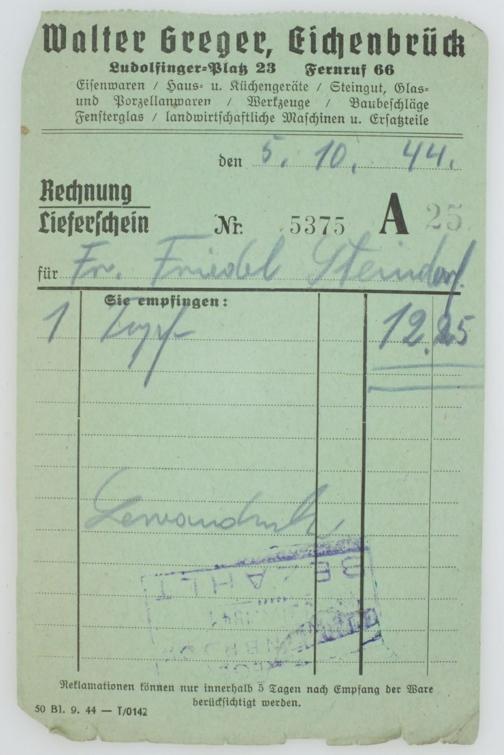 Walter Greger, Eichenbrück
Ludolfinger-Platz 23 Fernruf 66
Eisenwaren / Haus- u. Küchengeräte / Steingut, Glas-
und Porzellanwaren / Werkzeuge / Baubeschläge
Fensterglas / landwirtschaftliche Maschinen u. Ersatzteile
den 5. 10. 44.
Rechnung
Lieferschein Nr. 5375 A 25
für Fr. Friedel Steindorf.
Sie empfingen:
1 Topf 12,25
BEZAHLT
Reklamationen können nur innerhalb 5 Tagen nach Empfang der Ware
berücksichtigt werden.
50 Bl. 9. 44 — T/0142